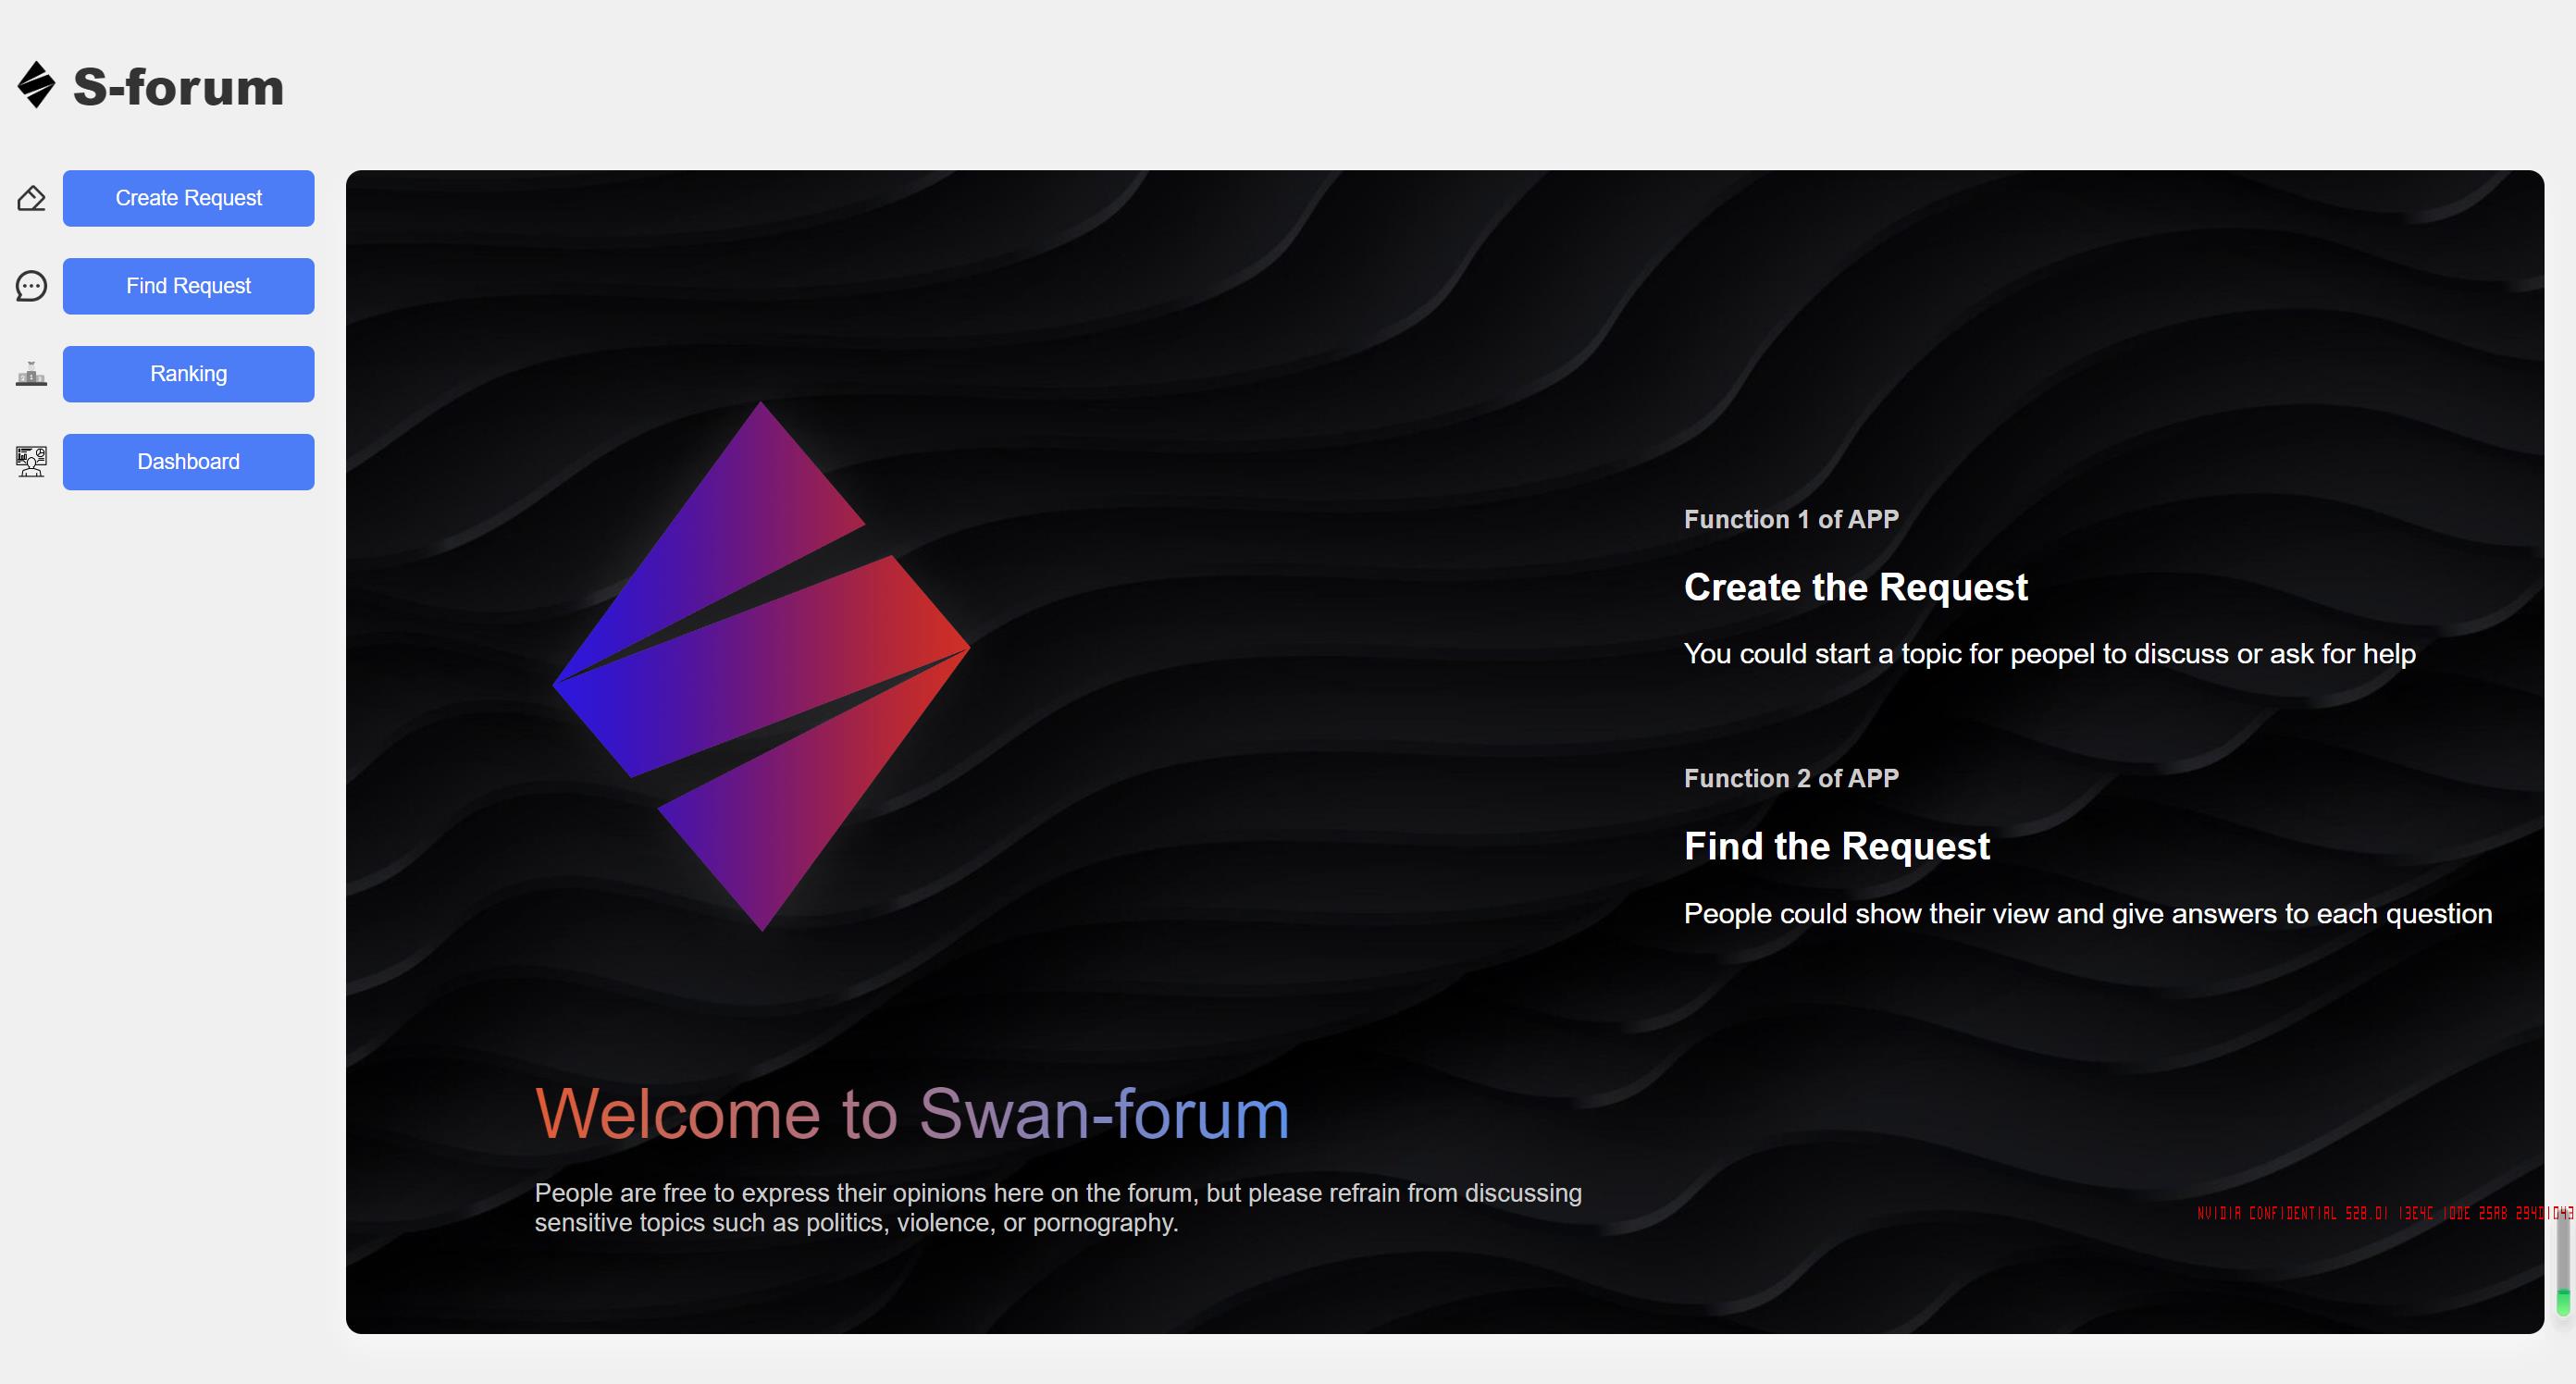 S-forum
Create Request
Find Request
Ranking
Dashboard
Function 1 of APP
Create the Request
You could start a topic for peopel to discuss or ask for help
Function 2 of APP
Find the Request
People could show their view and give answers to each question
Welcome to Swan-forum
People are free to express their opinions here on the forum, but please refrain from discussing
sensitive topics such as politics, violence, or pornography.
NVIDIA CONFIDENTIAL 528.01 13E4C 10DE 25AB